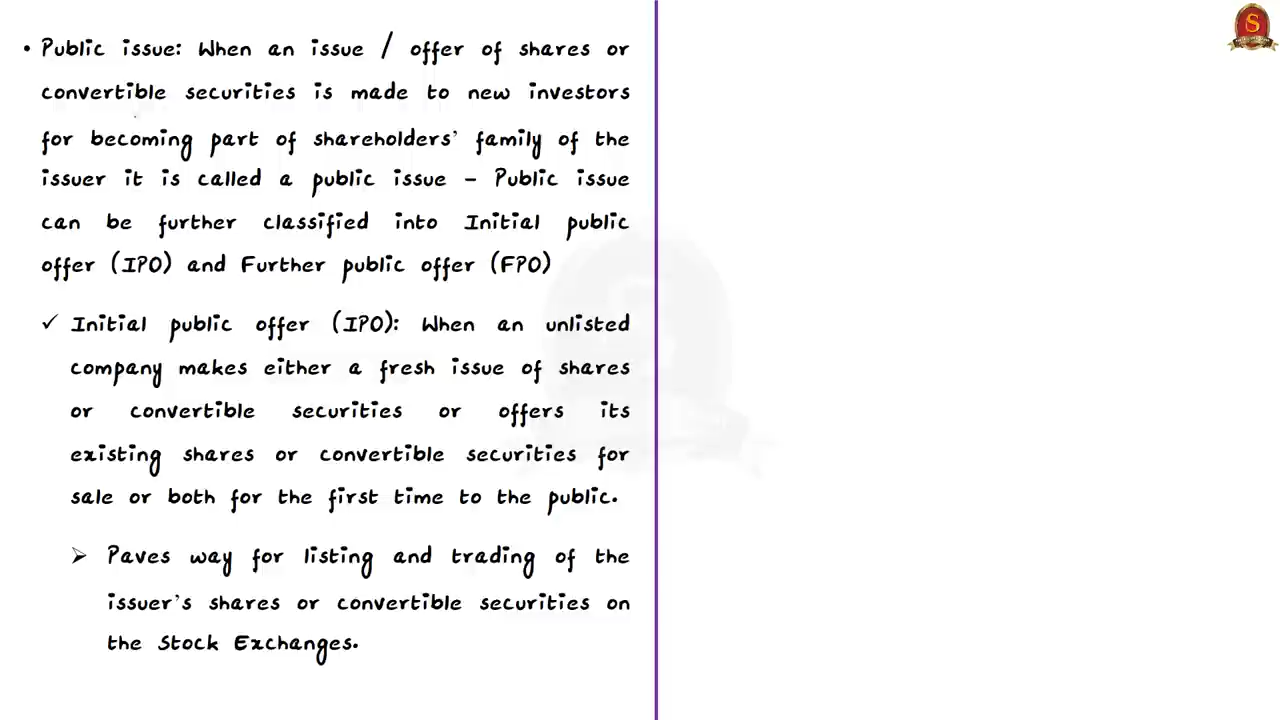 • Public issue: When an issue / offer of shares or
convertible securities is made to new investors
for becoming part of shareholders’ family of the
issuer it is called a public issue – Public issue
can be further classified into Initial public
offer (IPO) and Further public offer (FPO)
✓ Initial public offer (IPO): When an unlisted
company makes either a fresh issue of shares
or convertible securities or offers its
existing shares or convertible securities for
sale or both for the first time to the public.
➢ Paves way for listing and trading of the
issuer’s shares or convertible securities on
the Stock Exchanges.
S